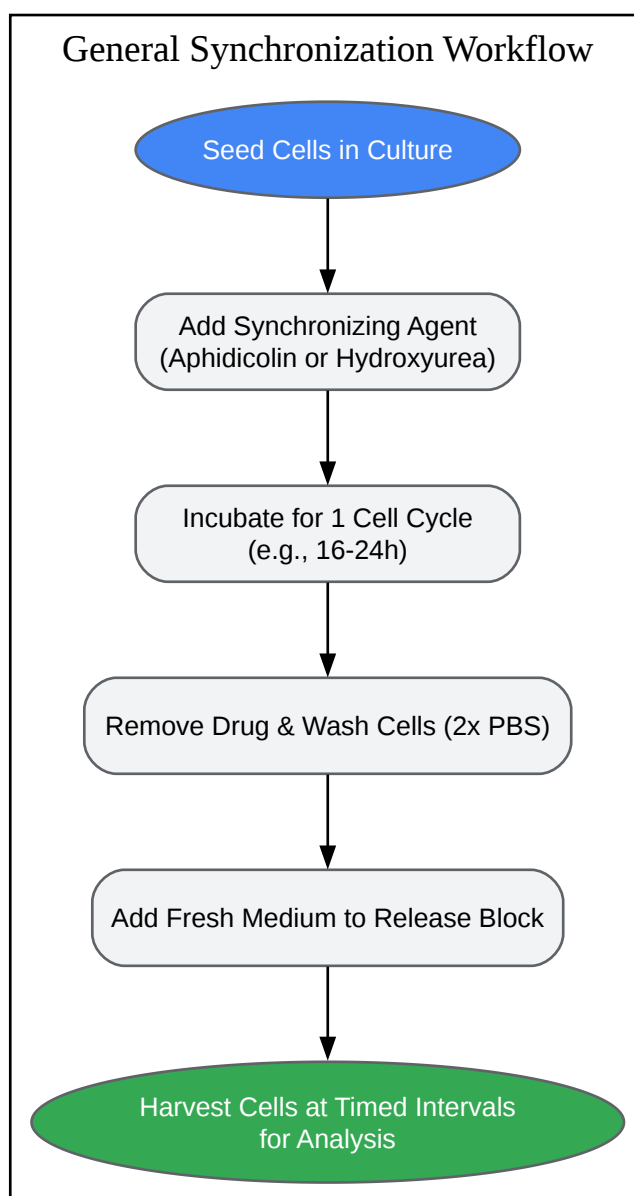 General Synchronization Workflow
Seed Cells in Culture
Add Synchronizing Agent
(Aphidicolin or Hydroxyurea)
Incubate for 1 Cell Cycle
(e.g., 16-24h)
Remove Drug & Wash Cells (2x PBS)
Add Fresh Medium to Release Block
Harvest Cells at Timed Intervals
for Analysis